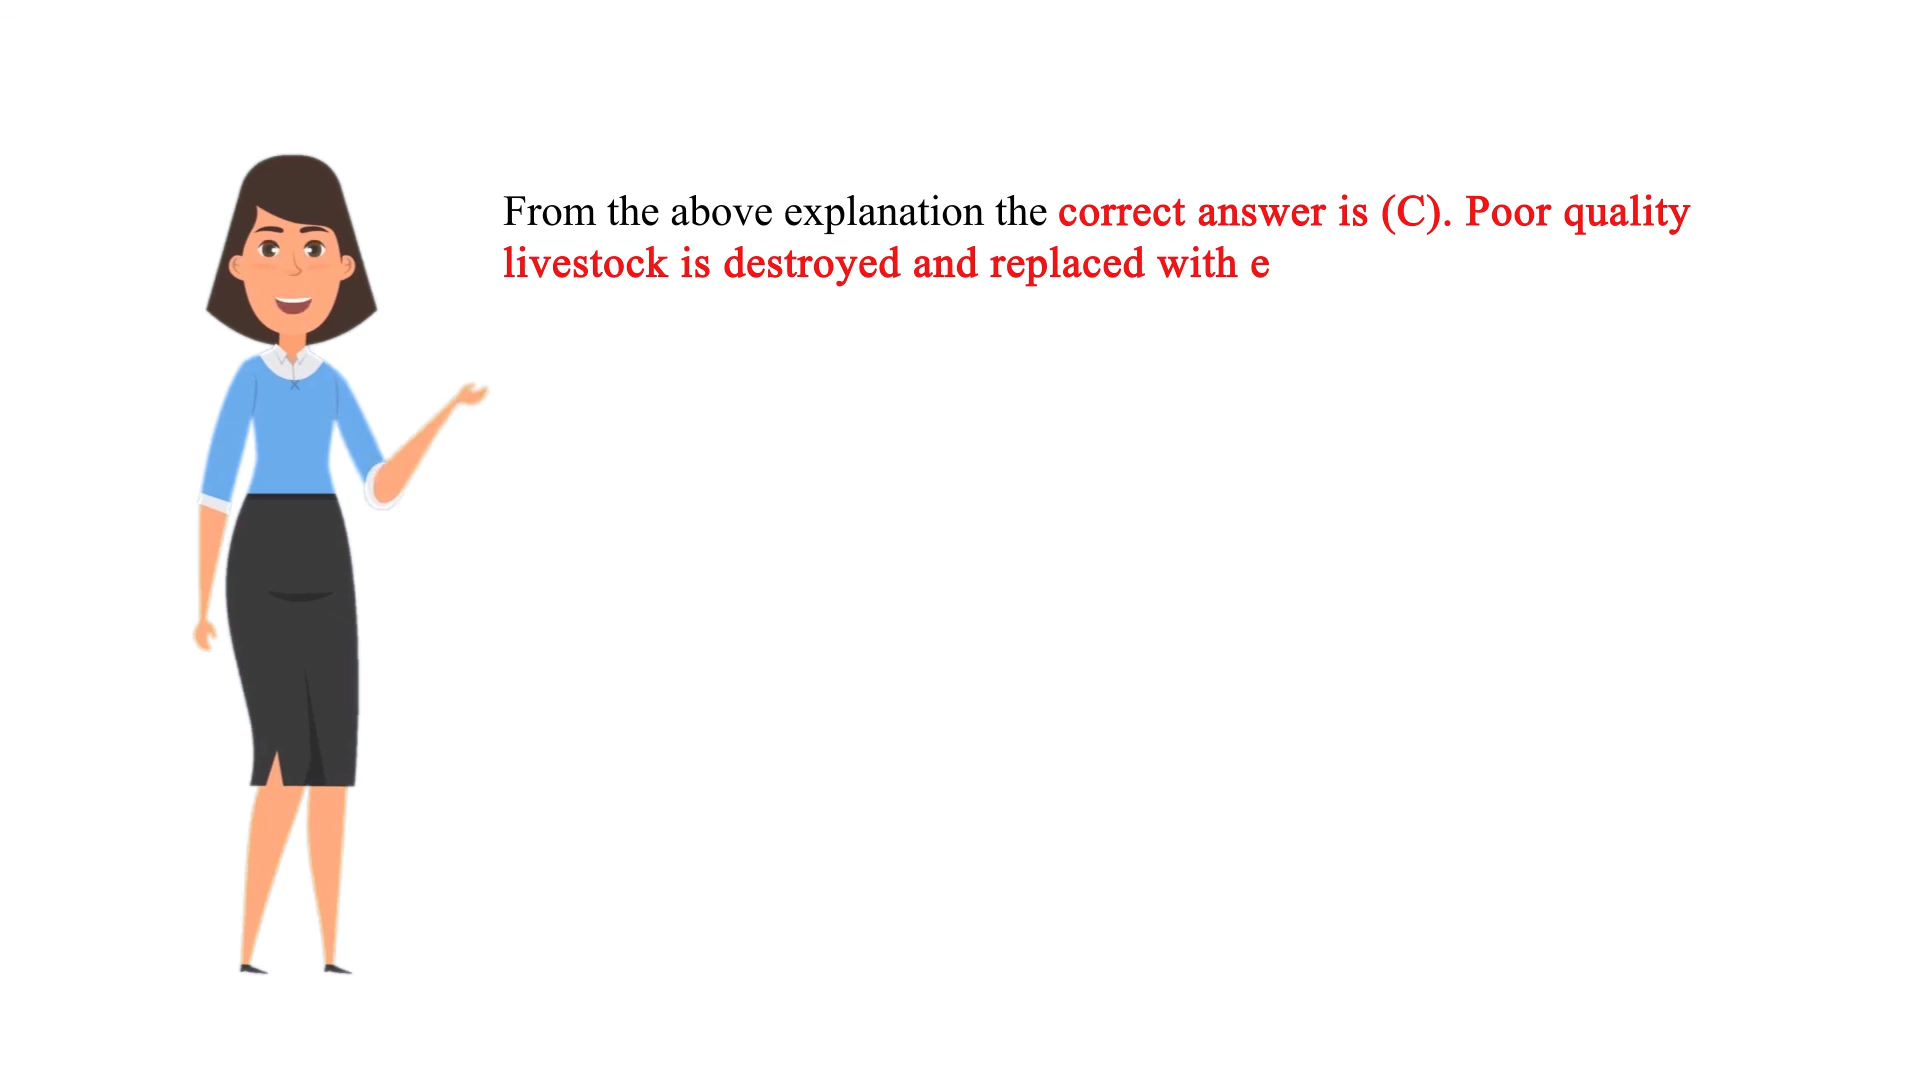 From the above explanation the correct answer is (C). Poor quality
livestock is destroyed and replaced with e